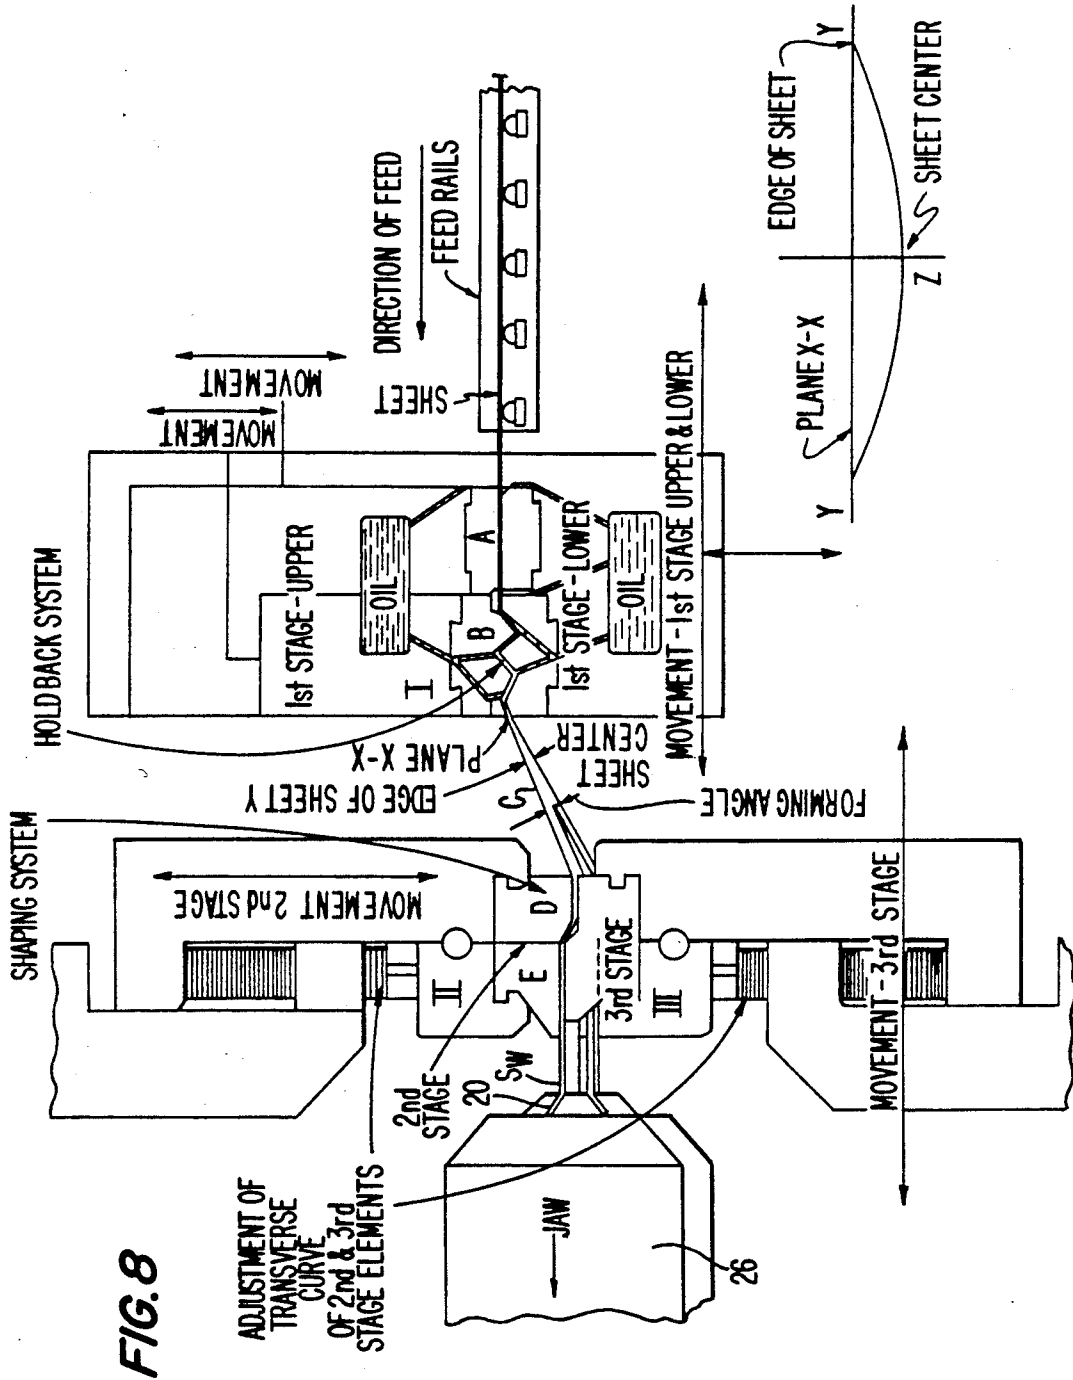 FIG. 8
ADJUSTMENT OF
TRANSVERSE
CURVE
OF 2nd & 3rd
STAGE ELEMENTS
SHAPING SYSTEM
HOLD BACK SYSTEM
MOVEMENT 2nd STAGE
1st STAGE-UPPER
MOVEMENT
MOVEMENT
OIL
I
II
2nd
STAGE
E
D
B
A
PLANE X-X
EDGE OF SHEET Y
C
SHEET
CENTER
FORMING ANGLE
SHEET
DIRECTION OF FEED
FEED RAILS
JAW
26
20
SW
3rd STAGE
III
1st STAGE-LOWER
OIL
MOVEMENT-3rd STAGE
MOVEMENT-1st STAGE UPPER & LOWER
PLANE X-X
EDGE OF SHEET
Y
Y
Z
SHEET CENTER